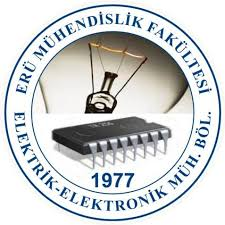 ERÜ MÜHENDİSLİK FAKÜLTESİ
ELEKTRİK-ELEKTRONİK MÜH. BÖL.
1977